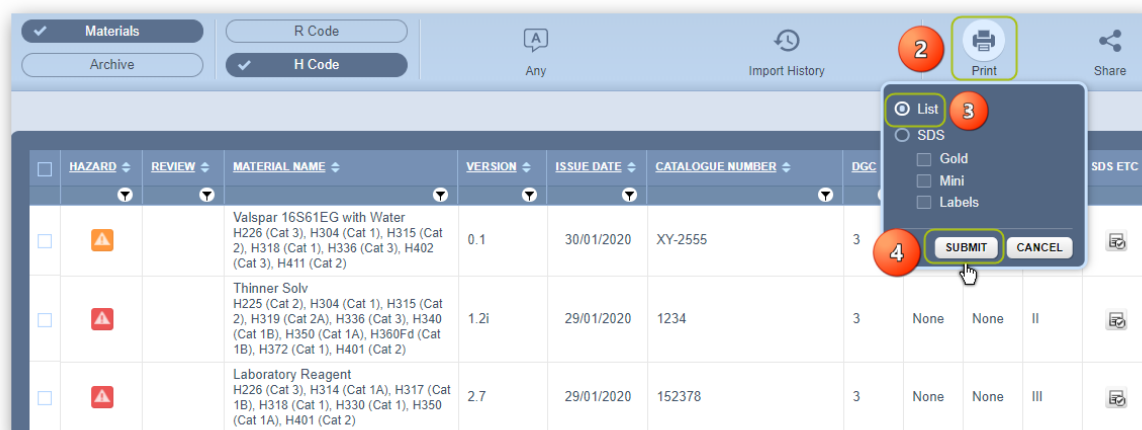 Materials
R Code
Archive
H Code
A
Any
Import History
2
Print
Share
List
3
SDS
Gold
Mini
Labels
4
SUBMIT
CANCEL
HAZARD
REVIEW
MATERIAL NAME
VERSION
ISSUE DATE
CATALOGUE NUMBER
DGC
SDS ETC
Valspar 16S61EG with Water
H226 (Cat 3), H304 (Cat 1), H315 (Cat
2), H318 (Cat 1), H336 (Cat 3), H402
(Cat 3), H411 (Cat 2)
0.1
30/01/2020
XY-2555
3
Thinner Solv
H225 (Cat 2), H304 (Cat 1), H315 (Cat
2), H319 (Cat 2A), H336 (Cat 3), H340
(Cat 1B), H350 (Cat 1A), H360Fd (Cat
1B), H372 (Cat 1), H401 (Cat 2)
1.2i
29/01/2020
1234
3
None
None
II
Laboratory Reagent
H226 (Cat 3), H314 (Cat 1A), H317 (Cat
1B), H318 (Cat 1), H330 (Cat 1), H350
(Cat 1A), H401 (Cat 2)
2.7
29/01/2020
152378
3
None
None
III